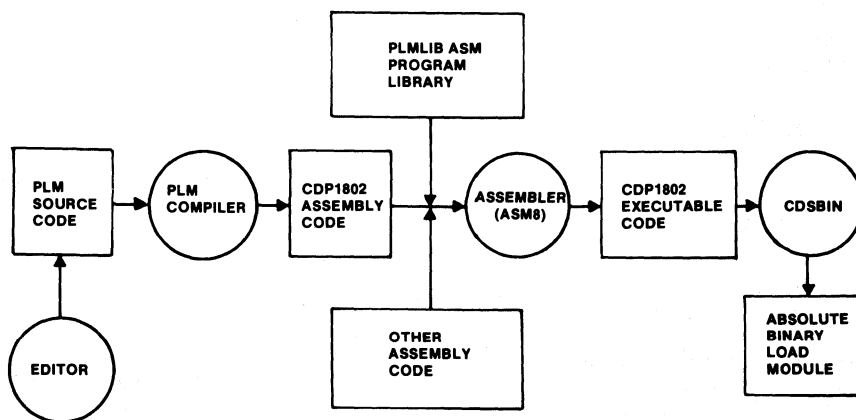 PLMLIB ASM
PROGRAM
LIBRARY
PLM
SOURCE
CODE
PLM
COMPILER
CDP1802
ASSEMBLY
CODE
ASSEMBLER
(ASM8)
CDP1802
EXECUTABLE
CODE
CDSBIN
EDITOR
OTHER
ASSEMBLY
CODE
ABSOLUTE
BINARY
LOAD
MODULE